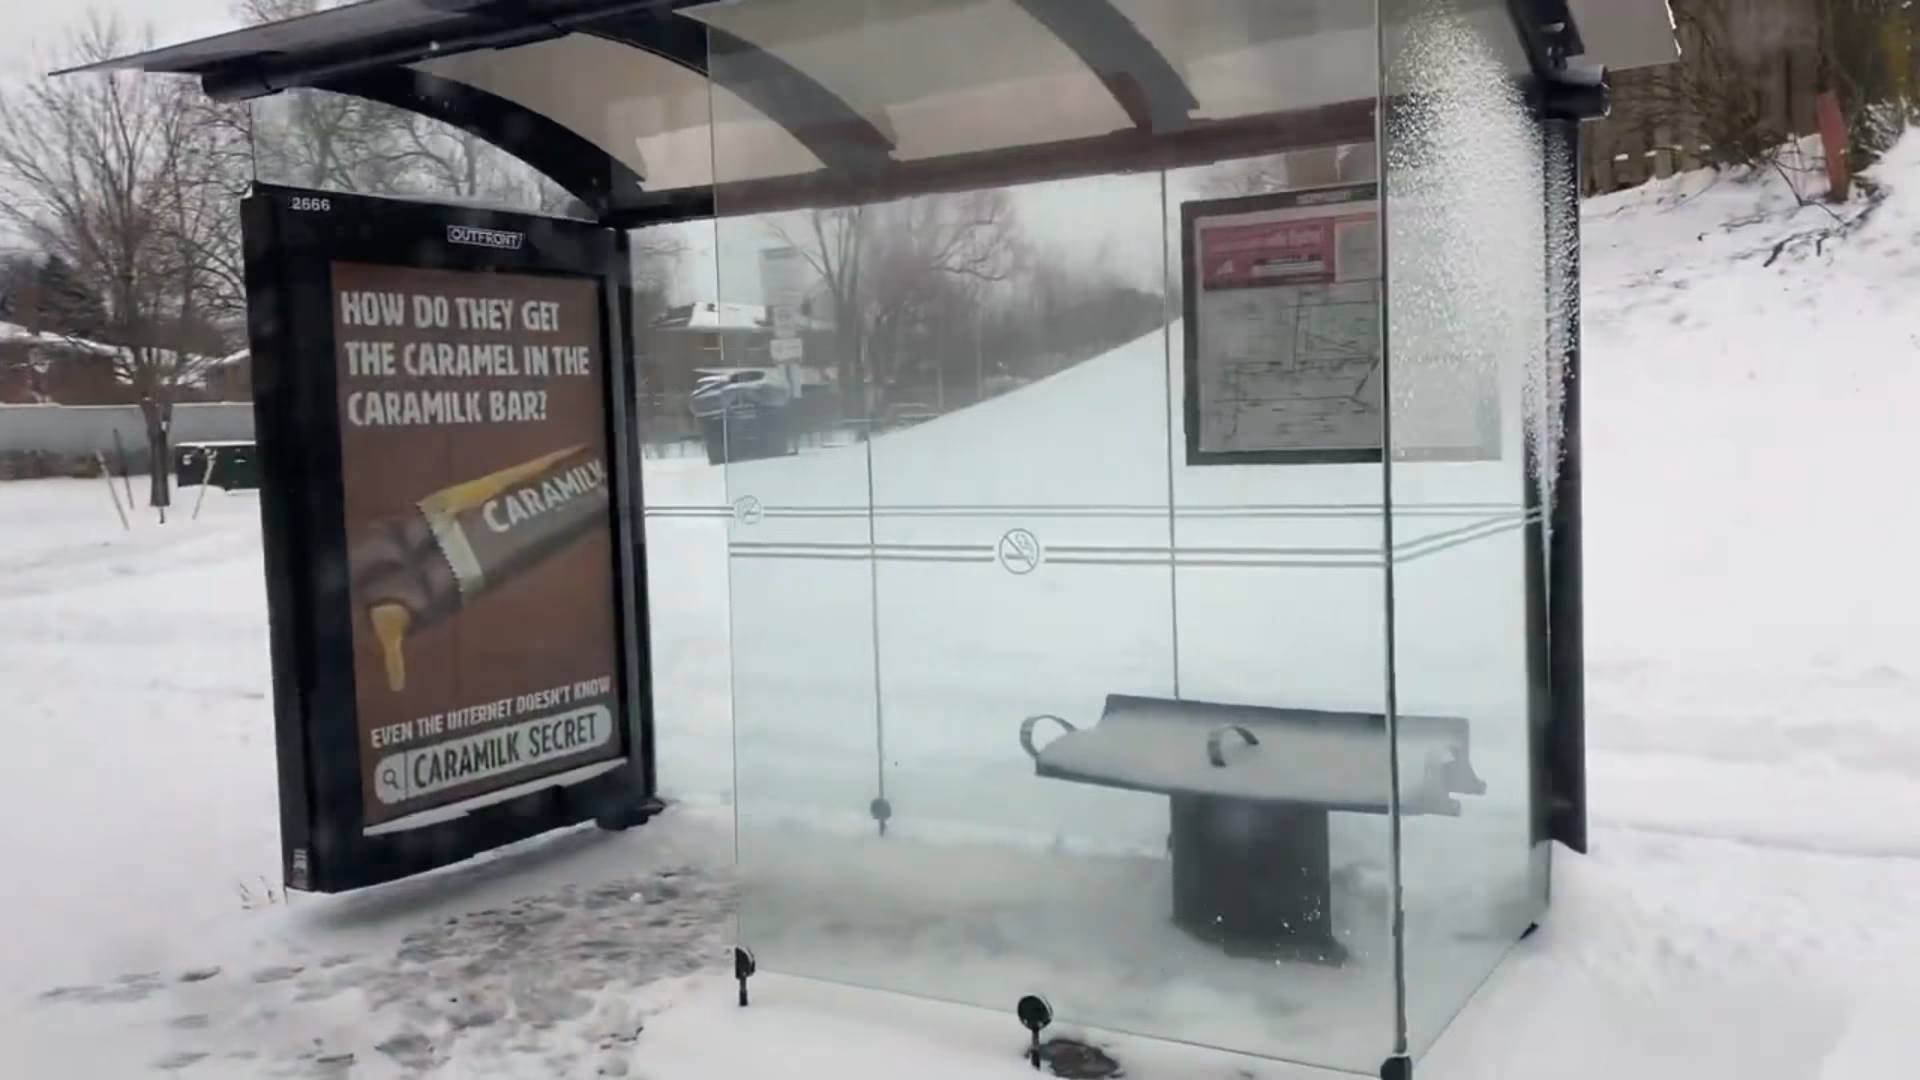 2666
OUTFRONT/
HOW DO THEY GET
THE CARAMEL IN THE
CARAMILK BAR?
CARAMILK
EVEN THE INTERNET DOESN'T KNOW
CARAMILK SECRET